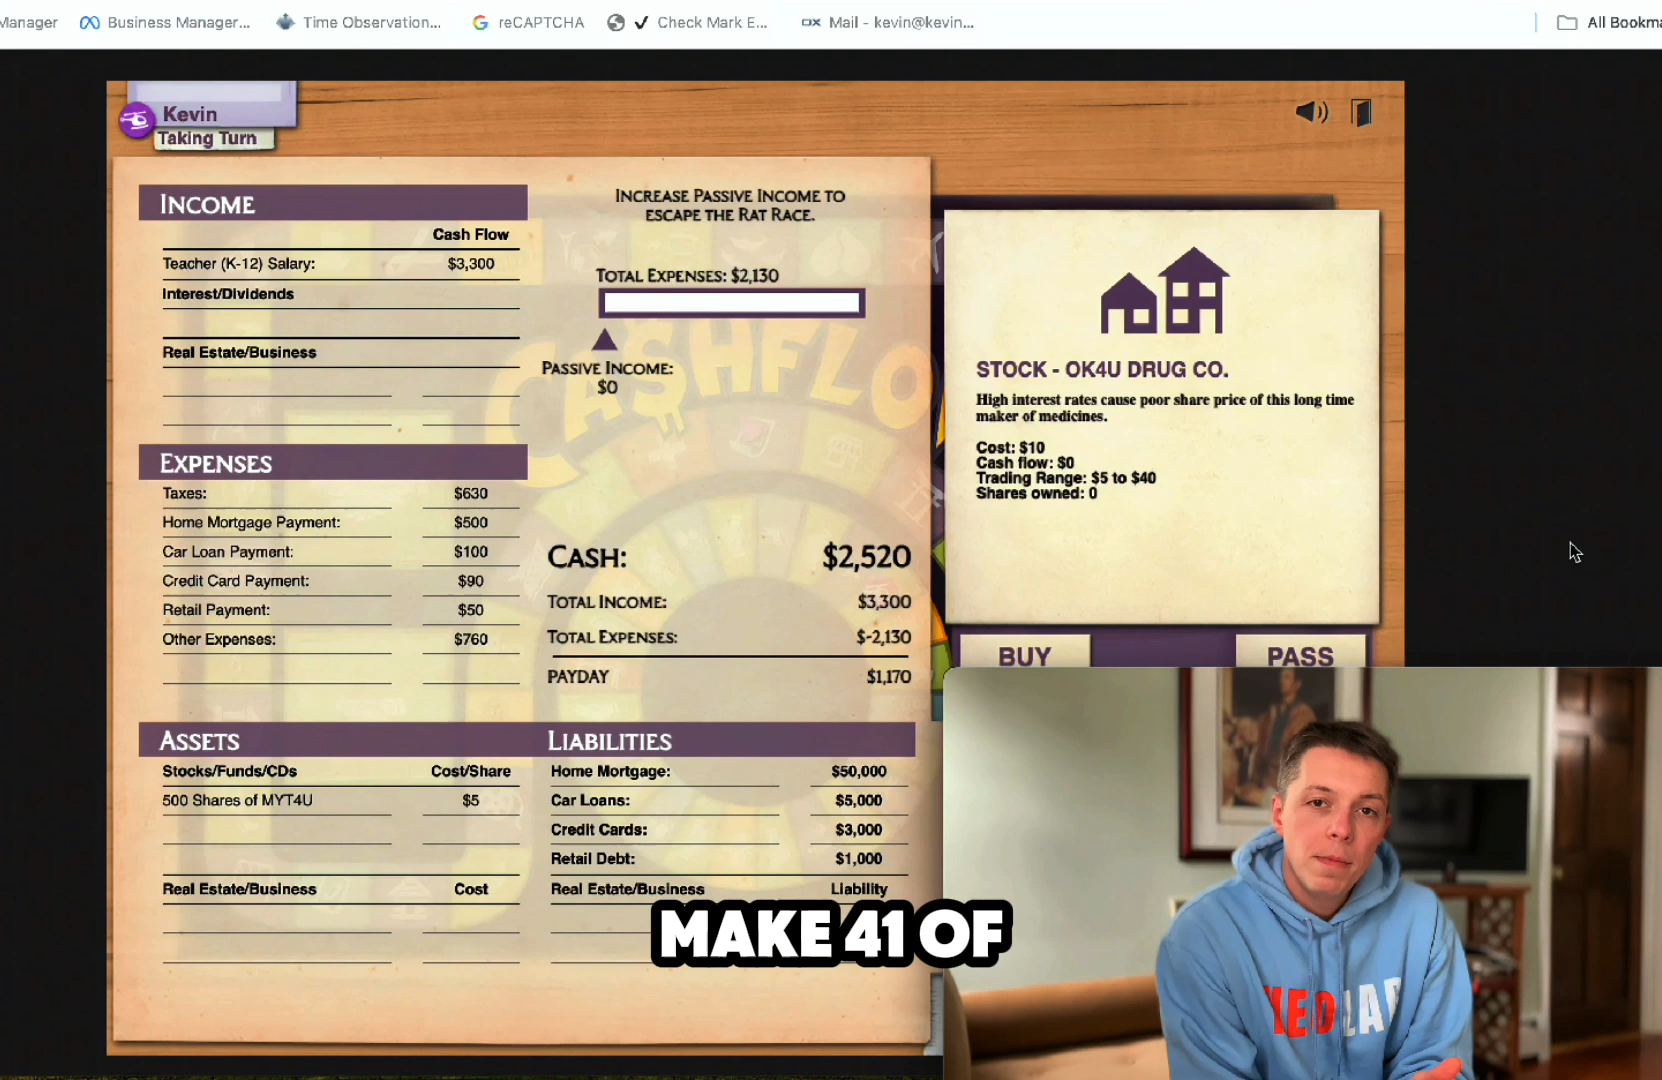 Manager
Business Manager...
Time Observation...
reCAPTCHA
✓ Check Mark E...
Mail - kevin@kevin...
All Bookma
Kevin
Taking Turn
INCOME
Cash Flow
Teacher (K-12) Salary: $3,300
Interest/Dividends
Real Estate/Business
EXPENSES
Taxes: $630
Home Mortgage Payment: $500
Car Loan Payment: $100
Credit Card Payment: $90
Retail Payment: $50
Other Expenses: $760
INCREASE PASSIVE INCOME TO
ESCAPE THE RAT RACE.
TOTAL EXPENSES: $2,130
PASSIVE INCOME:
$0
CA$HFLO
CASH: $2,520
TOTAL INCOME: $3,300
TOTAL EXPENSES: $-2,130
PAYDAY $1,170
ASSETS
Stocks/Funds/CDs Cost/Share
500 Shares of MYT4U $5
Real Estate/Business Cost
LIABILITIES
Home Mortgage: $50,000
Car Loans: $5,000
Credit Cards: $3,000
Retail Debt: $1,000
Real Estate/Business Liability
STOCK - OK4U DRUG CO.
High interest rates cause poor share price of this long time
maker of medicines.
Cost: $10
Cash flow: $0
Trading Range: $5 to $40
Shares owned: 0
BUY
PASS
MAKE 41 OF